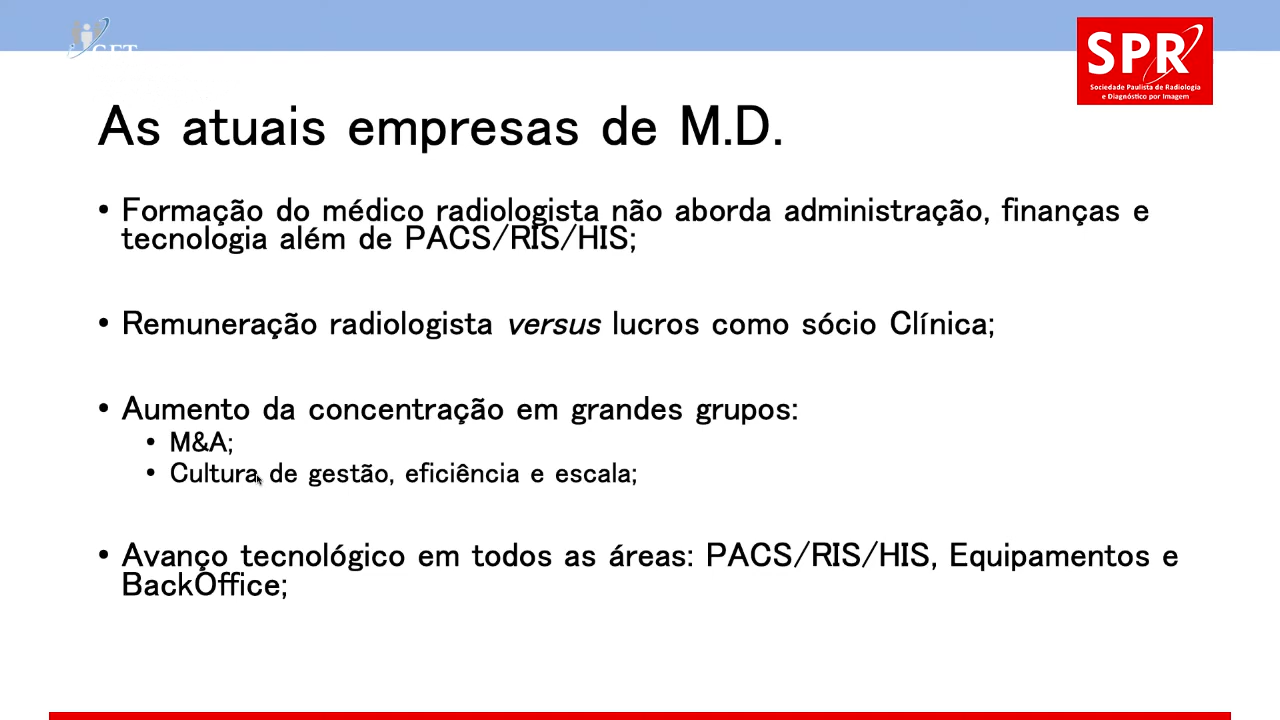 GET
SPR
Sociedade Paulista de Radiologia
e Diagnóstico por Imagem
As atuais empresas de M.D.
• Formação do médico radiologista não aborda administração, finanças e
tecnologia além de PACS/RIS/HIS;
• Remuneração radiologista versus lucros como sócio Clínica;
• Aumento da concentração em grandes grupos:
• M&A;
• Cultura de gestão, eficiência e escala;
• Avanço tecnológico em todos as áreas: PACS/RIS/HIS, Equipamentos e
BackOffice;